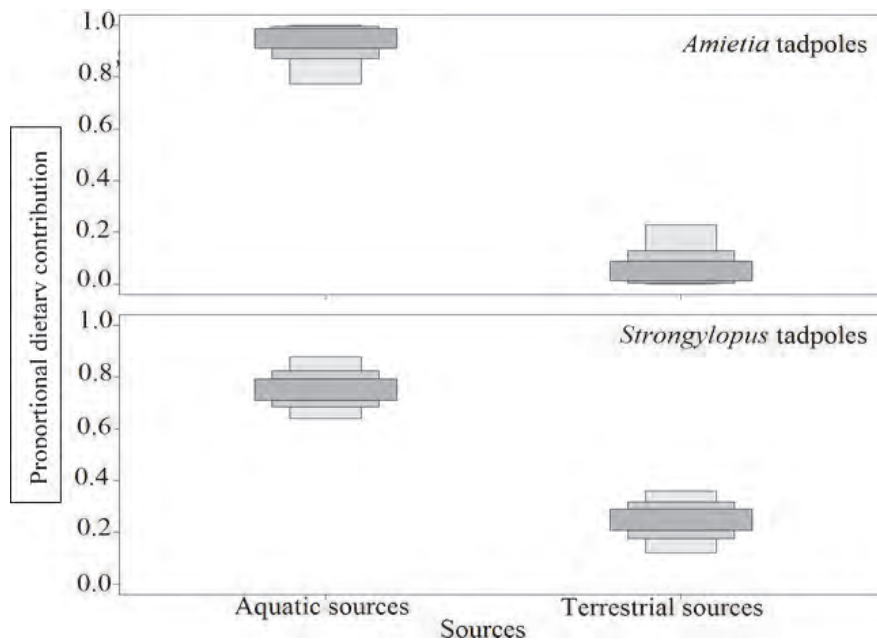 1.0
0.8
0.6
0.4
0.2
0.0
Amietia tadpoles
Proportional dietary contribution
1.0
0.8
0.6
0.4
0.2
0.0
Strongylopus tadpoles
Aquatic sources
Terrestrial sources
Sources